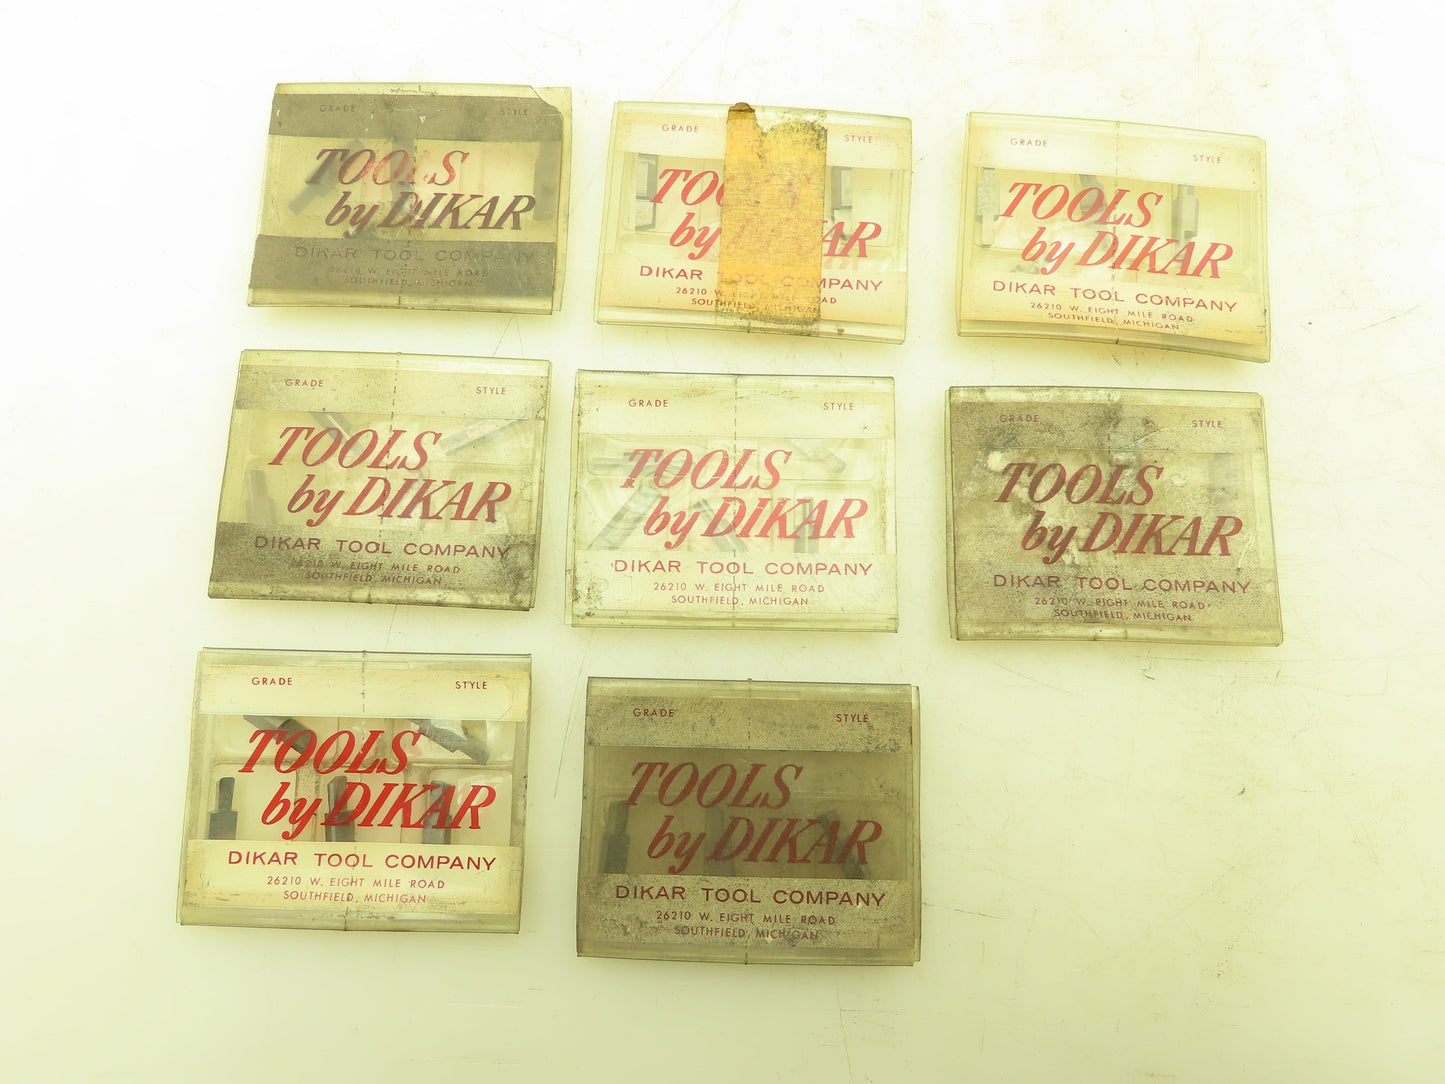 GRADE STYLE
TOOLS
by DIKAR
DIKAR TOOL COMPANY
26210 W. EIGHT MILE ROAD
SOUTHFIELD, MICHIGAN
GRADE STYLE
TOOLS
by DIKAR
DIKAR TOOL COMPANY
26210 W. EIGHT MILE ROAD
SOUTHFIELD, MICHIGAN
GRADE STYLE
TOOLS
by DIKAR
DIKAR TOOL COMPANY
26210 W. EIGHT MILE ROAD
SOUTHFIELD, MICHIGAN
GRADE STYLE
TOOLS
by DIKAR
DIKAR TOOL COMPANY
26210 W. EIGHT MILE ROAD
SOUTHFIELD, MICHIGAN
GRADE STYLE
TOOLS
by DIKAR
DIKAR TOOL COMPANY
26210 W. EIGHT MILE ROAD
SOUTHFIELD, MICHIGAN
GRADE STYLE
TOOLS
by DIKAR
DIKAR TOOL COMPANY
26210 W. EIGHT MILE ROAD
SOUTHFIELD, MICHIGAN
GRADE STYLE
TOOLS
by DIKAR
DIKAR TOOL COMPANY
26210 W. EIGHT MILE ROAD
SOUTHFIELD, MICHIGAN
GRADE STYLE
TOOLS
by DIKAR
DIKAR TOOL COMPANY
26210 W. EIGHT MILE ROAD
SOUTHFIELD, MICHIGAN